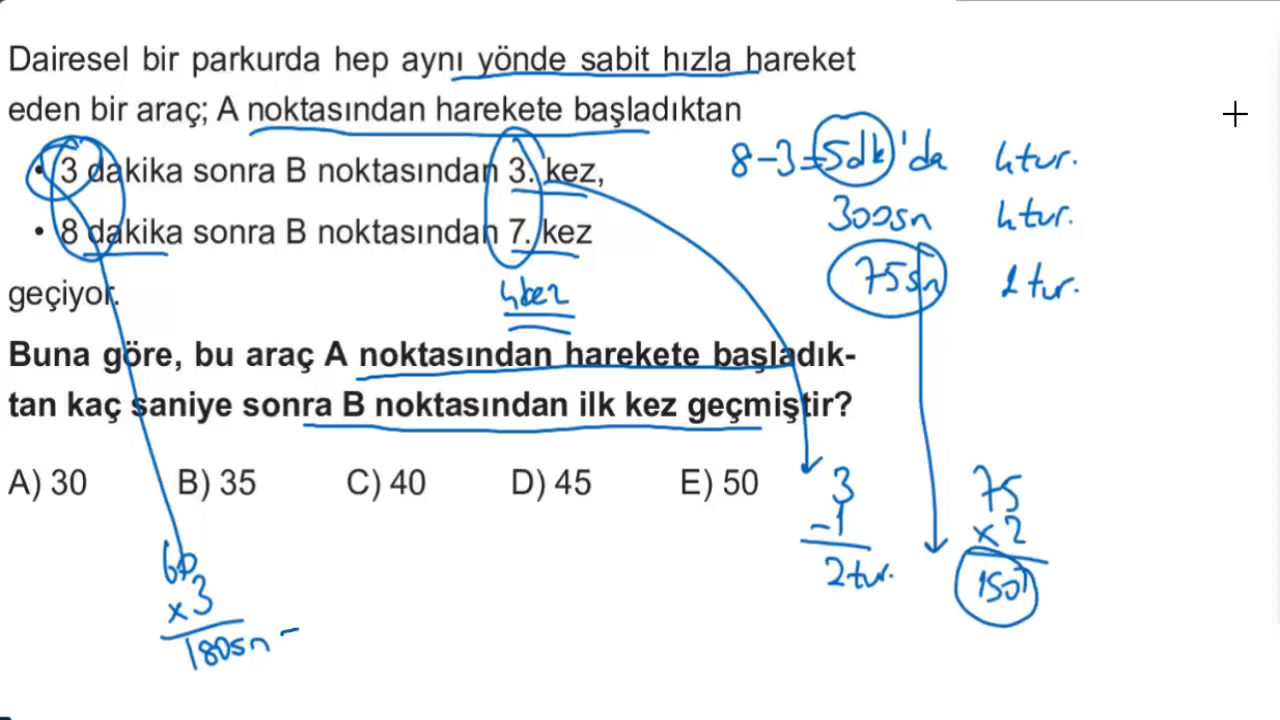 Dairesel bir parkurda hep aynı yönde sabit hızla hareket
eden bir araç; A noktasından harekete başladıktan
• 3 dakika sonra B noktasından 3. kez,
• 8 dakika sonra B noktasından 7. kez
geçiyor.
4kez
Buna göre, bu araç A noktasından harekete başladık-
tan kaç saniye sonra B noktasından ilk kez geçmiştir?
A) 30 B) 35 C) 40 D) 45 E) 50
8-3=5dk'da 4tur.
300sn 4tur.
75sn 1tur.
3
-1
2tur.
75
x2
150
60
x3
180sn -